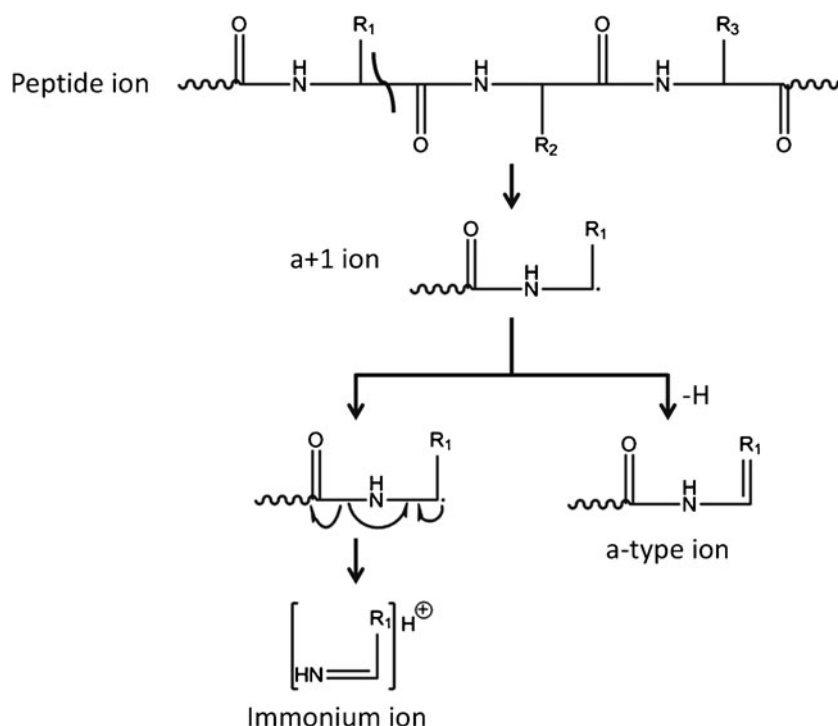 O R₁ O R₃
Peptide ion H N H N H N
O R₂ O
a+1 ion O H N R₁ .
-H
O H N R₁ .
O H N R₁
a-type ion
HN R₁ H⊕
Immonium ion